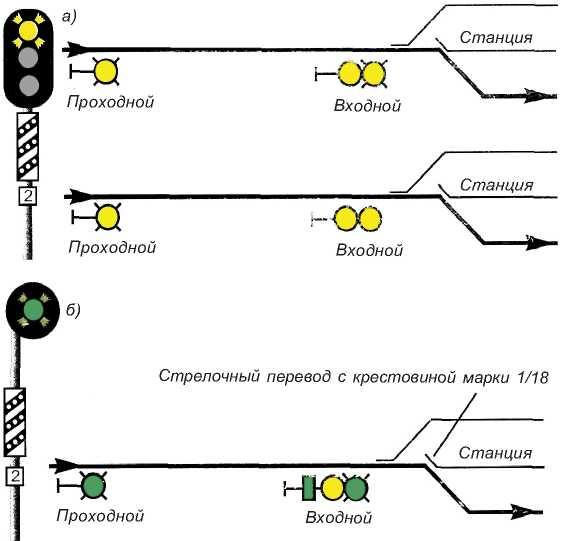 а)
Станция
Проходной
Входной
2
Станция
Проходной
Входной
б)
Стрелочный перевод с крестовиной марки 1/18
Станция
2
Проходной
Входной